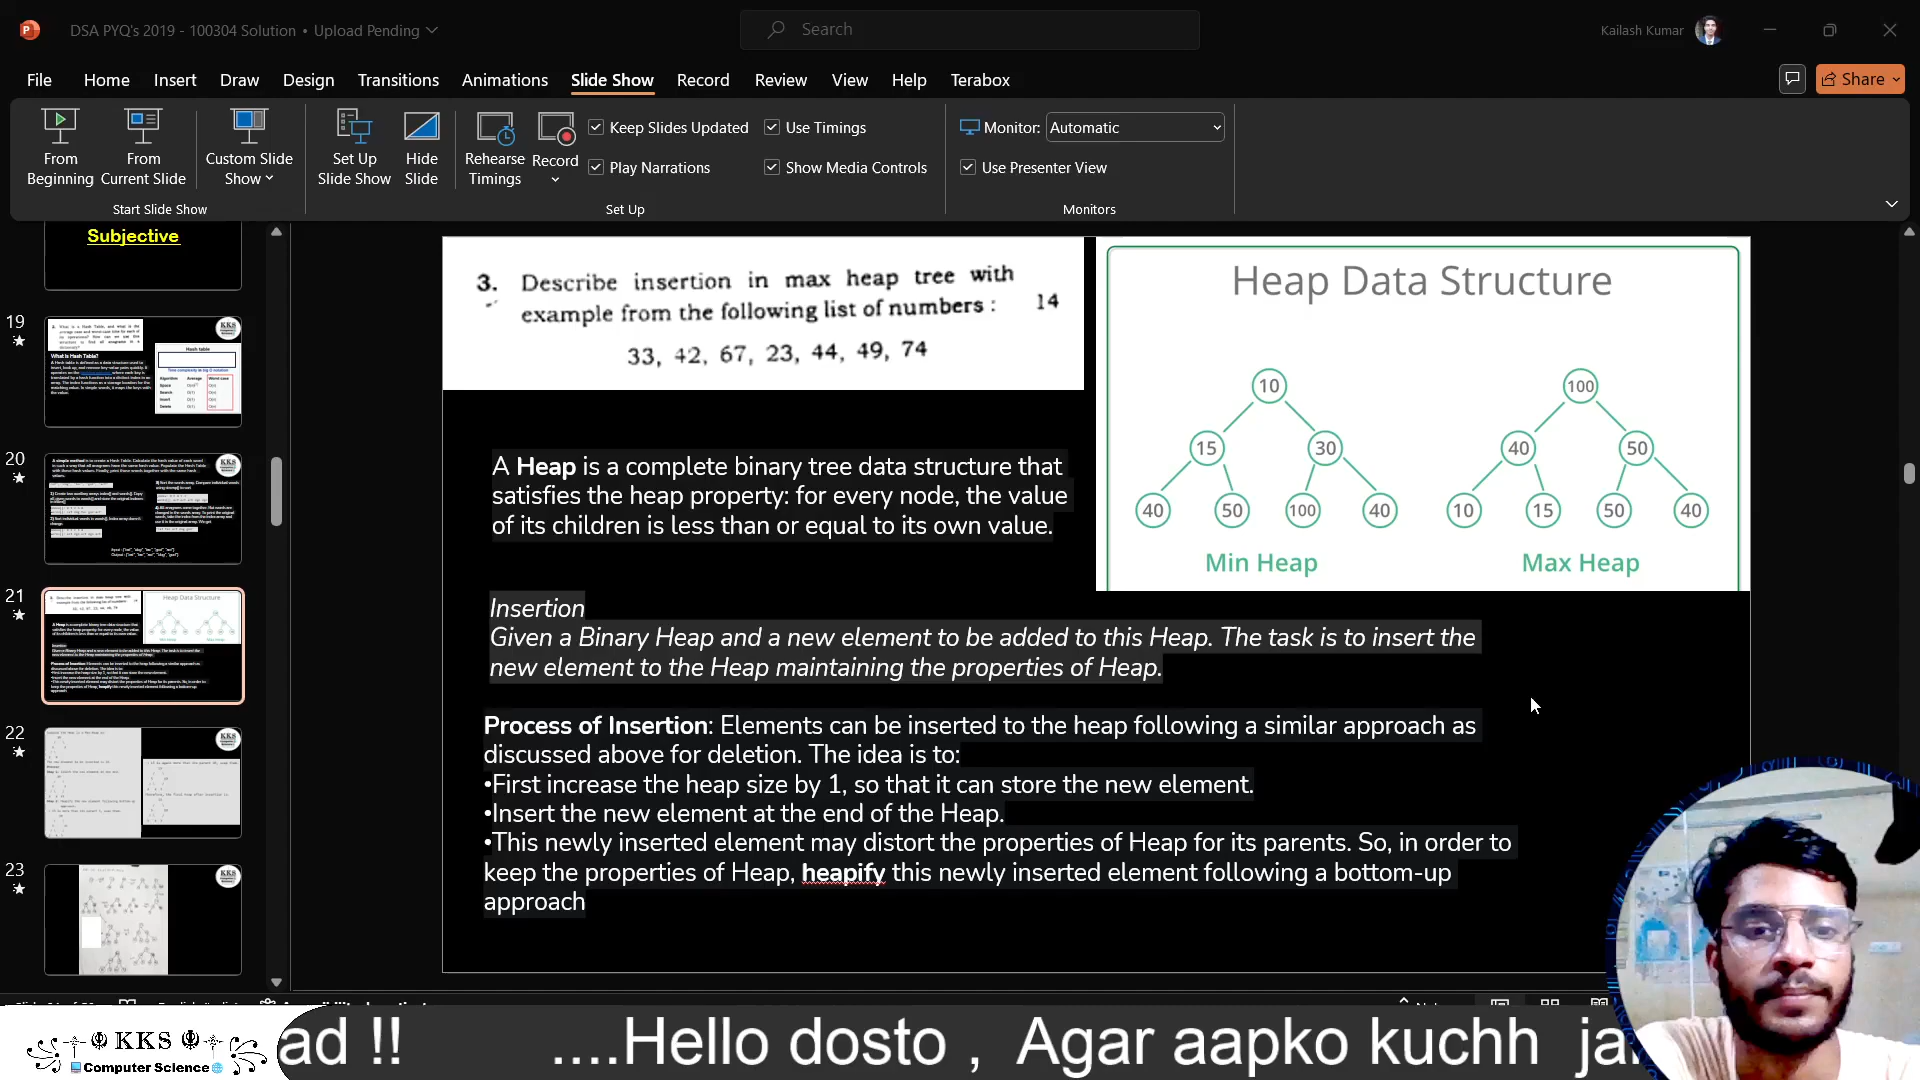 DSA PYQ's 2019 - 100304 Solution • Upload Pending
Search
Kailash Kumar
File Home Insert Draw Design Transitions Animations Slide Show Record Review View Help Terabox
Share
From Beginning
From Current Slide
Custom Slide Show
Set Up Slide Show
Hide Slide
Rehearse Timings
Record
Keep Slides Updated
Use Timings
Play Narrations
Show Media Controls
Monitor: Automatic
Use Presenter View
Start Slide Show
Set Up
Monitors
Subjective
19
20
21
22
23
3. Describe insertion in max heap tree with
example from the following list of numbers : 14
33, 42, 67, 23, 44, 49, 74
Heap Data Structure
10 100
15 30 40 50
40 50 100 40 10 15 50 40
Min Heap Max Heap
A Heap is a complete binary tree data structure that
satisfies the heap property: for every node, the value
of its children is less than or equal to its own value.
Insertion
Given a Binary Heap and a new element to be added to this Heap. The task is to insert the
new element to the Heap maintaining the properties of Heap.
Process of Insertion: Elements can be inserted to the heap following a similar approach as
discussed above for deletion. The idea is to:
•First increase the heap size by 1, so that it can store the new element.
•Insert the new element at the end of the Heap.
•This newly inserted element may distort the properties of Heap for its parents. So, in order to
keep the properties of Heap, heapify this newly inserted element following a bottom-up
approach
KKS
Computer Science
ad !! ....Hello dosto , Agar aapko kuchh